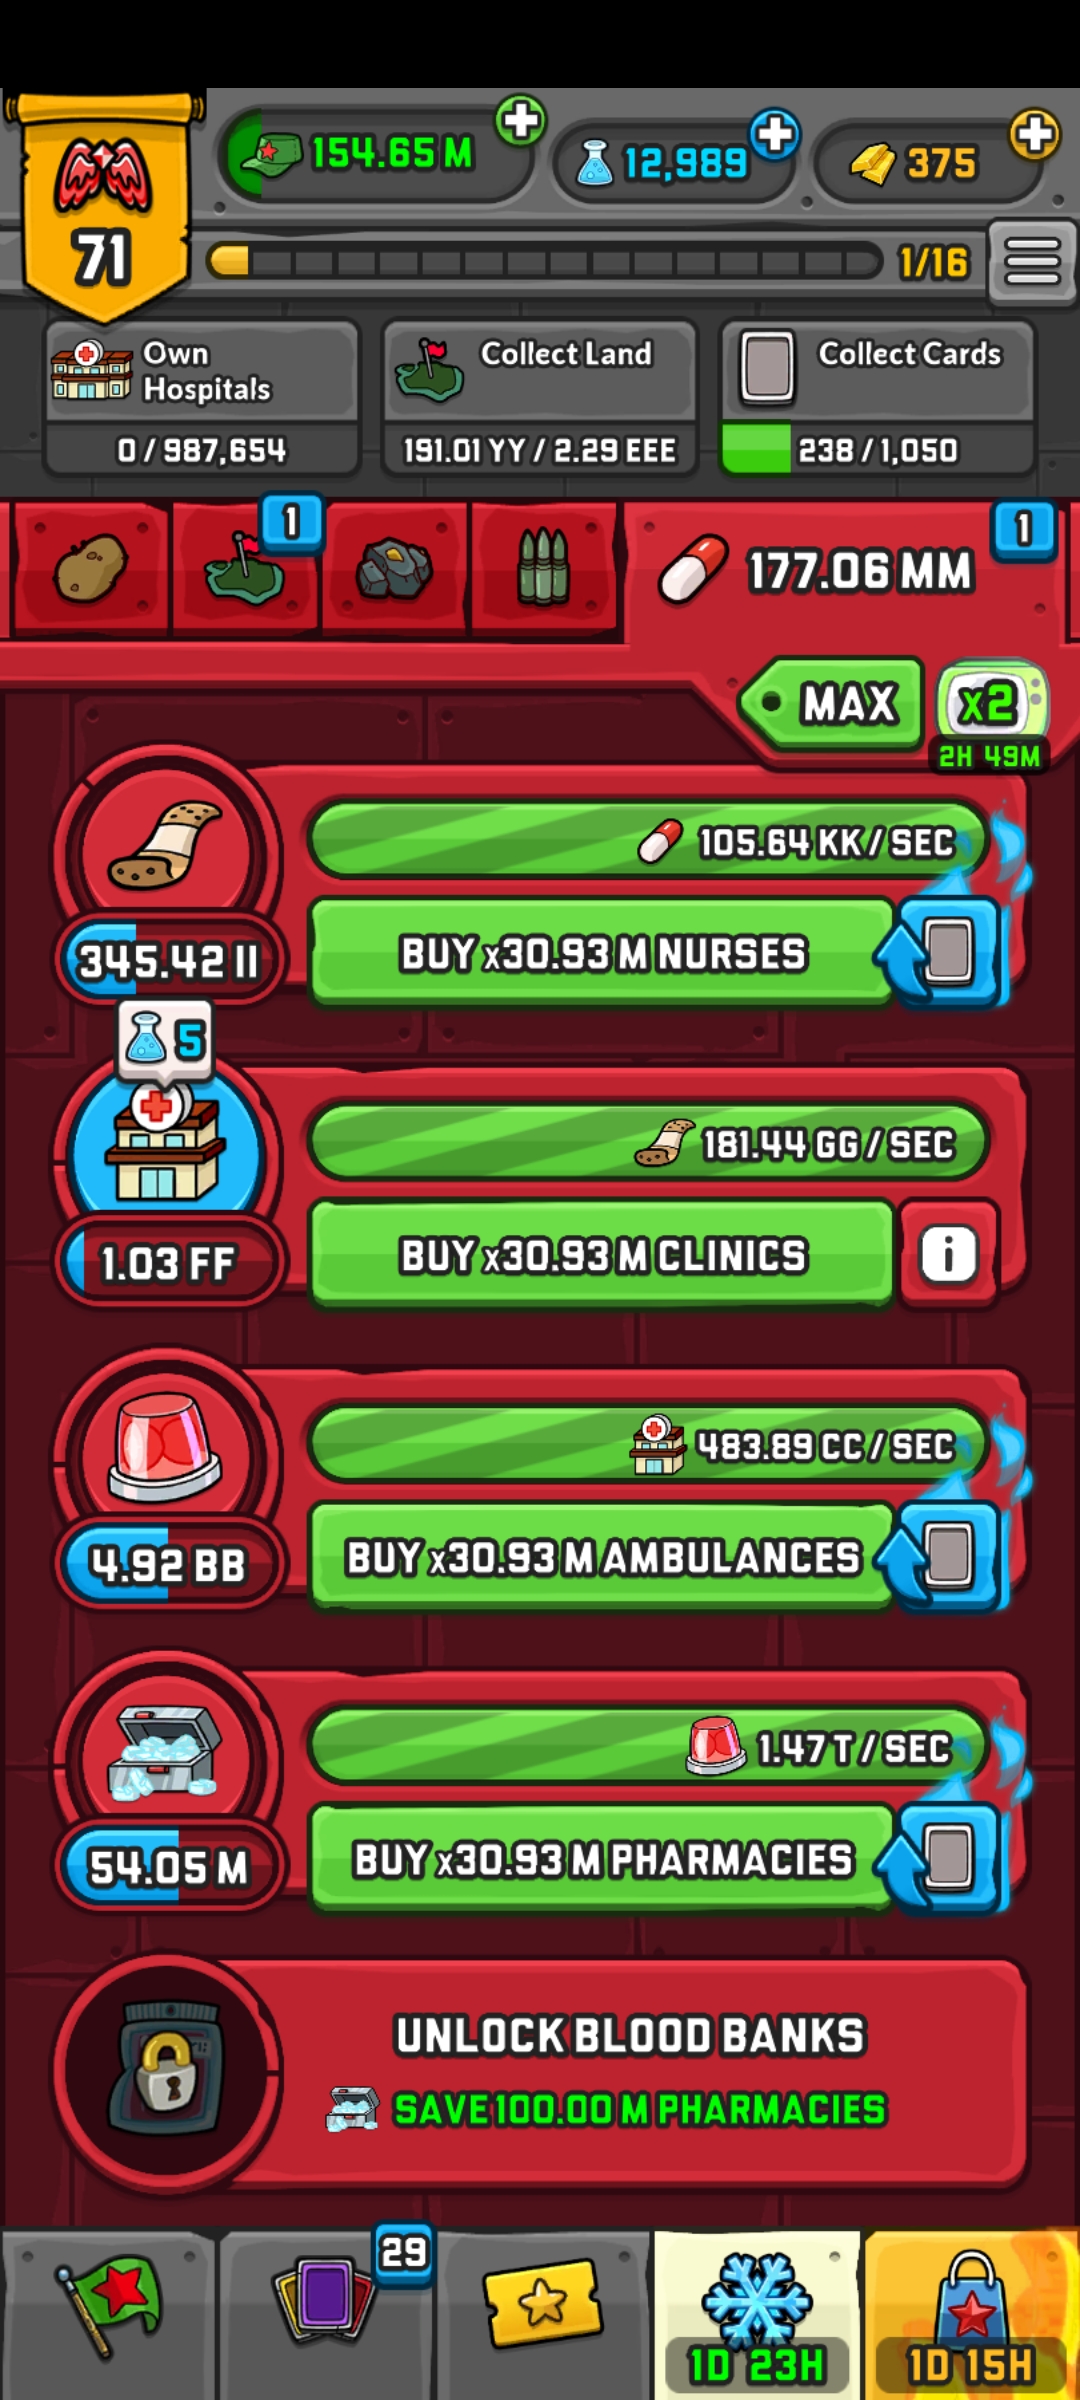 154.65 M
12,989
375
71
1/16
Own
Hospitals
0 / 987,654
Collect Land
191.01 YY / 2.29 EEE
Collect Cards
238 / 1,050
1
177.06 MM
1
MAX
x2
2H 49M
105.64 KK / SEC
345.42 II
BUY x30.93 M NURSES
5
181.44 GG / SEC
1.03 FF
BUY x30.93 M CLINICS
i
483.89 CC / SEC
4.92 BB
BUY x30.93 M AMBULANCES
1.47 T / SEC
54.05 M
BUY x30.93 M PHARMACIES
UNLOCK BLOOD BANKS
SAVE 100.00 M PHARMACIES
29
1D 23H
1D 15H